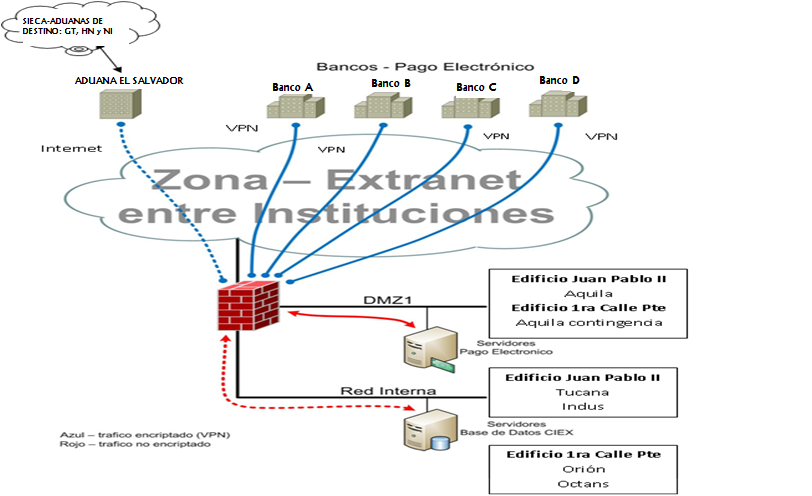 SIECA-ADUANAS DE
DESTINO: GT, HN y NI
ADUANA EL SALVADOR
Bancos - Pago Electrónico
Banco A
Banco B
Banco C
Banco D
VPN
VPN
VPN
VPN
Internet
Zona – Extranet
entre Instituciones
DMZ1
Edificio Juan Pablo II
Aquila
Edificio 1ra Calle Pte
Aquila contingencia
Servidores
Pago Electronico
Red Interna
Edificio Juan Pablo II
Tucana
Indus
Servidores
Base de Datos CIEX
Azul – trafico encriptado (VPN)
Rojo – trafico no encriptado
Edificio 1ra Calle Pte
Orión
Octans